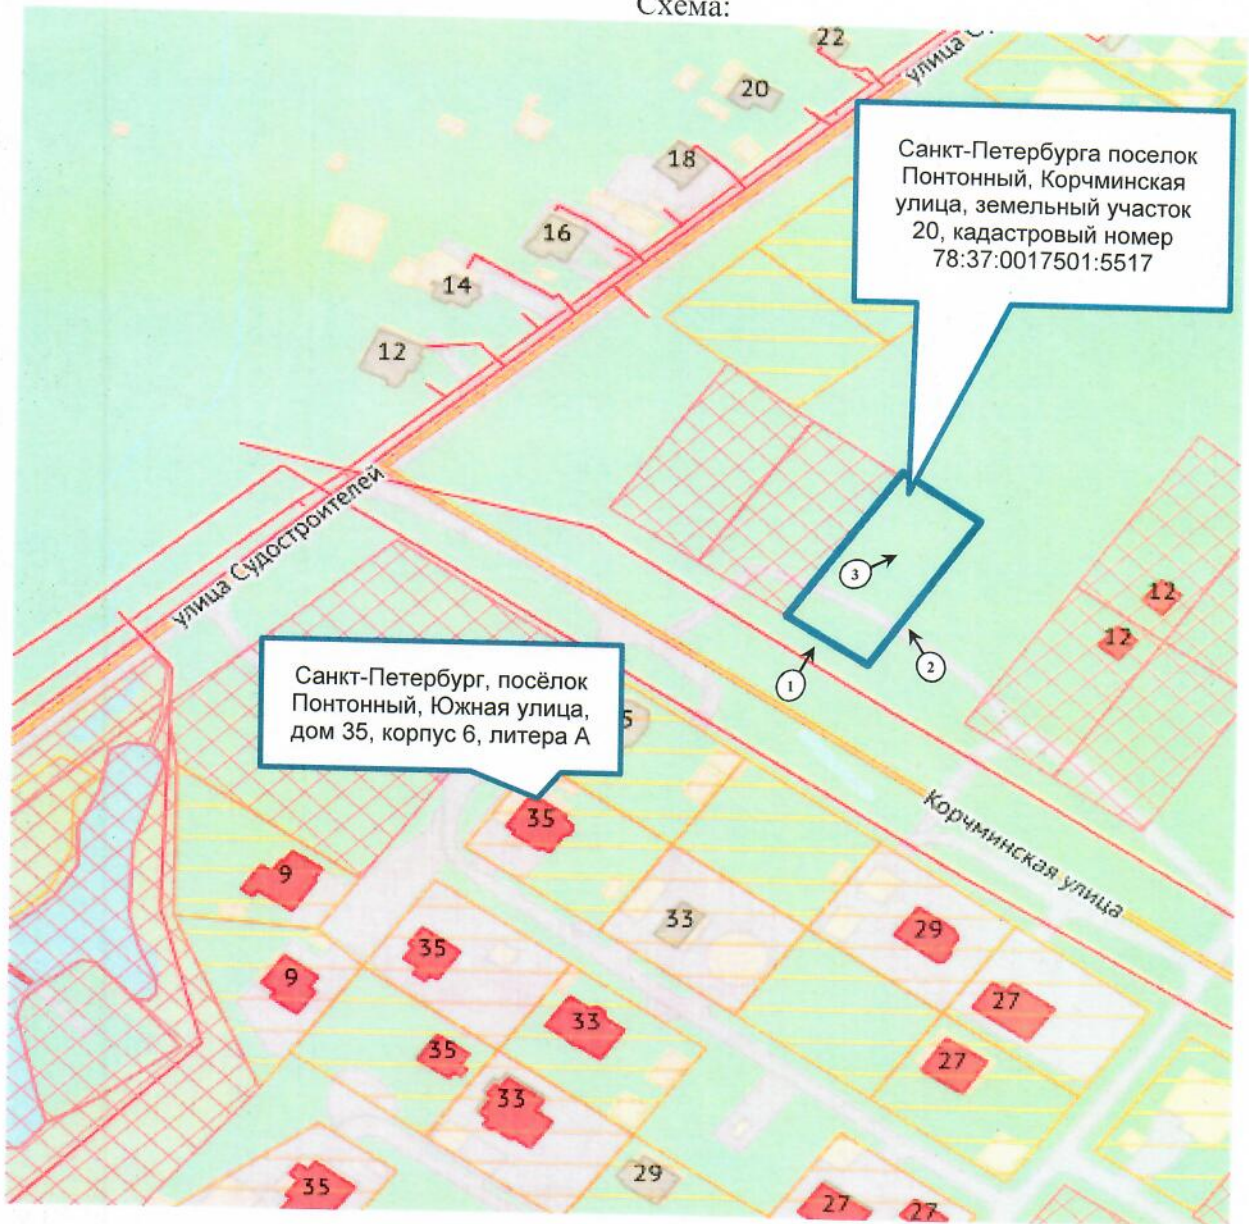 Схема:
22
улица С
20
18
16
14
12
Санкт-Петербурга поселок
Понтонный, Корчминская
улица, земельный участок
20, кадастровый номер
78:37:0017501:5517
улица Судостроителей
3
1
2
12
12
Санкт-Петербург, посёлок
Понтонный, Южная улица,
дом 35, корпус 6, литера А
5
35
Корчминская улица
9
33
29
35
9
27
33
35
27
33
29
35
27
27